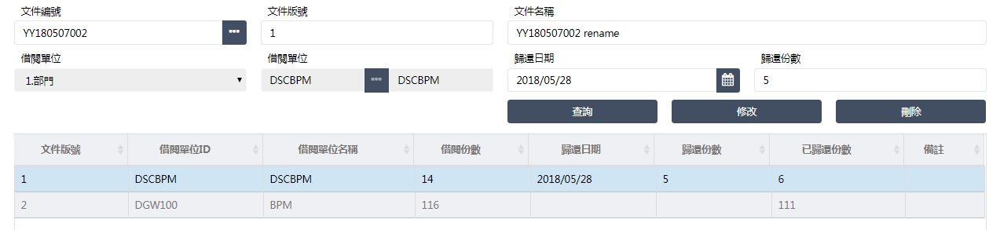 文件編號 文件版號 文件名稱
YY180507002 1 YY180507002 rename
借閱單位 借閱單位 歸還日期 歸還份數
1.部門 DSCBPM DSCBPM 2018/05/28 5
查詢 修改 刪除
文件版號 借閱單位ID 借閱單位名稱 借閱份數 歸還日期 歸還份數 已歸還份數 備註
1 DSCBPM DSCBPM 14 2018/05/28 5 6
2 DGW100 BPM 116 111